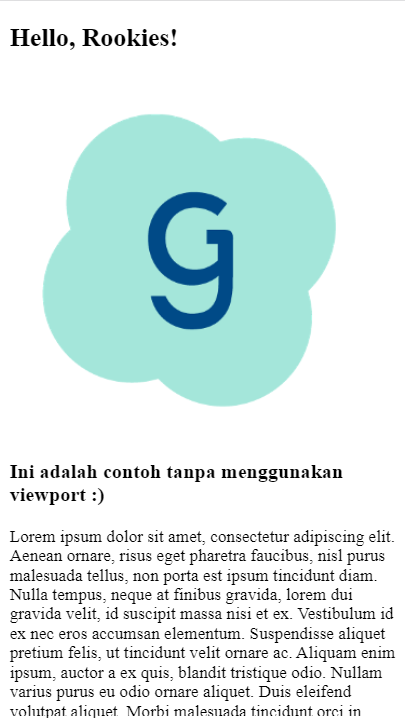 Hello, Rookies!
g
Ini adalah contoh tanpa menggunakan
viewport :)
Lorem ipsum dolor sit amet, consectetur adipiscing elit.
Aenean ornare, risus eget pharetra faucibus, nisl purus
malesuada tellus, non porta est ipsum tincidunt diam.
Nulla tempus, neque at finibus gravida, lorem dui
gravida velit, id suscipit massa nisi et ex. Vestibulum id
ex nec eros accumsan elementum. Suspendisse aliquet
pretium felis, ut tincidunt velit ornare ac. Aliquam enim
ipsum, auctor a ex quis, blandit tristique odio. Nullam
varius purus eu odio ornare aliquet. Duis eleifend
volutpat aliquet. Morbi malesuada tincidunt orci in